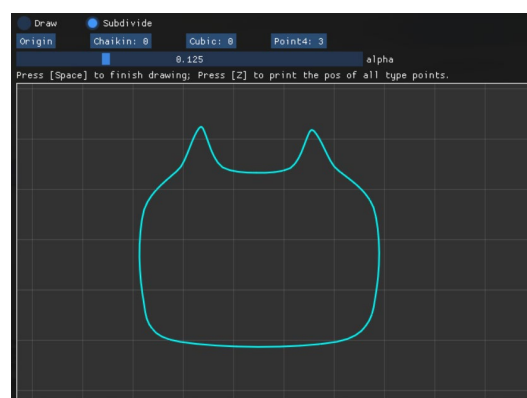 Draw Subdivide
Origin Chaikin: 0 Cubic: 0 Point4: 3
0.125 alpha
Press [Space] to finish drawing; Press [Z] to print the pos of all type points.